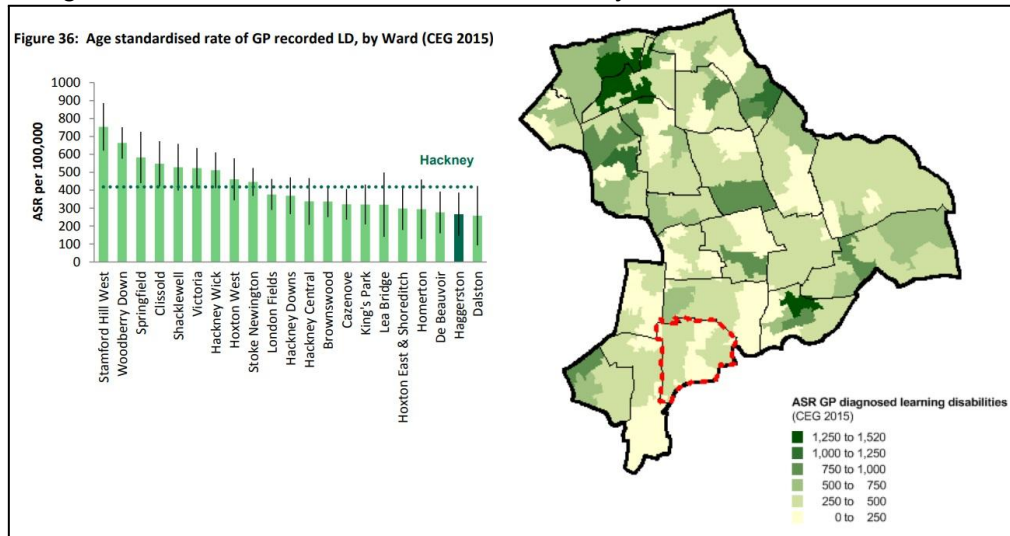 Figure 36:  Age standardised rate of GP recorded LD, by Ward (CEG 2015)
ASR per 100,000
1000
900
800
700
600
500
400
300
200
100
0
Hackney
Stamford Hill West
Woodberry Down
Springfield
Clissold
Shacklewell
Victoria
Hackney Wick
Hoxton West
Stoke Newington
London Fields
Hackney Downs
Hackney Central
Brownswood
Cazenove
King's Park
Lea Bridge
Hoxton East & Shoreditch
Homerton
De Beauvoir
Haggerston
Dalston
ASR GP diagnosed learning disabilities
(CEG 2015)
1,250 to 1,520
1,000 to 1,250
750 to 1,000
500 to 750
250 to 500
0 to 250